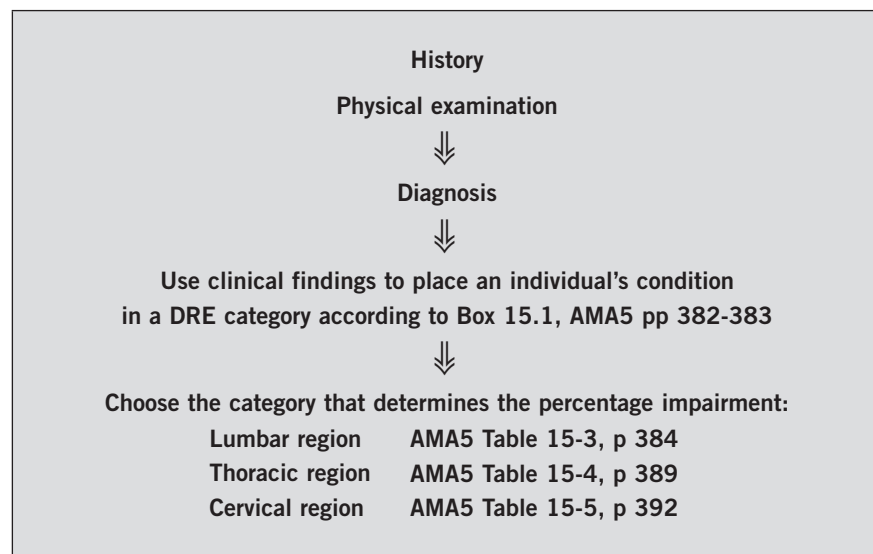 History
Physical examination
⇓
Diagnosis
⇓
Use clinical findings to place an individual’s condition
in a DRE category according to Box 15.1, AMA5 pp 382-383
⇓
Choose the category that determines the percentage impairment:
Lumbar region AMA5 Table 15-3, p 384
Thoracic region AMA5 Table 15-4, p 389
Cervical region AMA5 Table 15-5, p 392